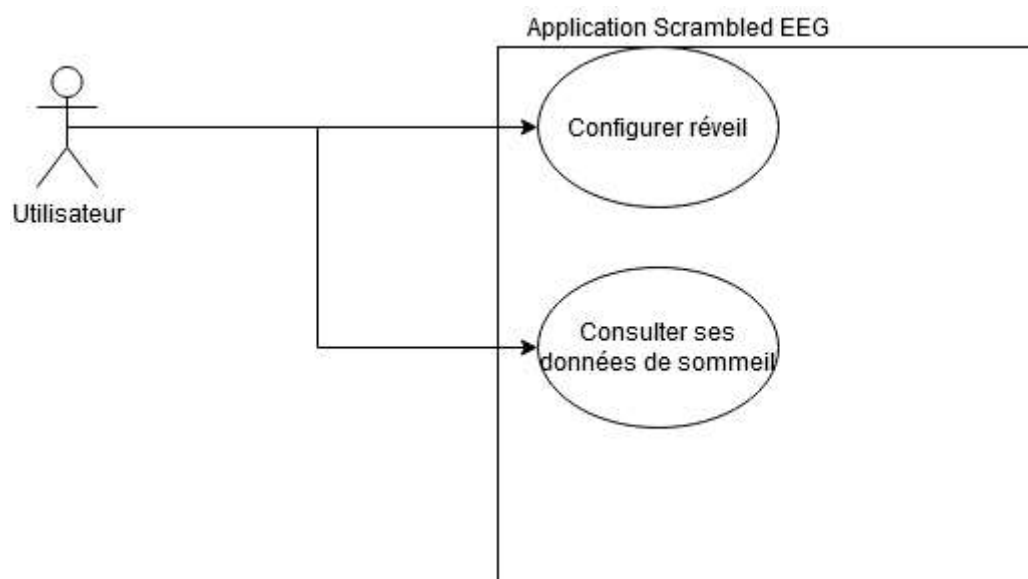 Application Scrambled EEG
Configurer réveil
Utilisateur
Consulter ses
données de sommeil